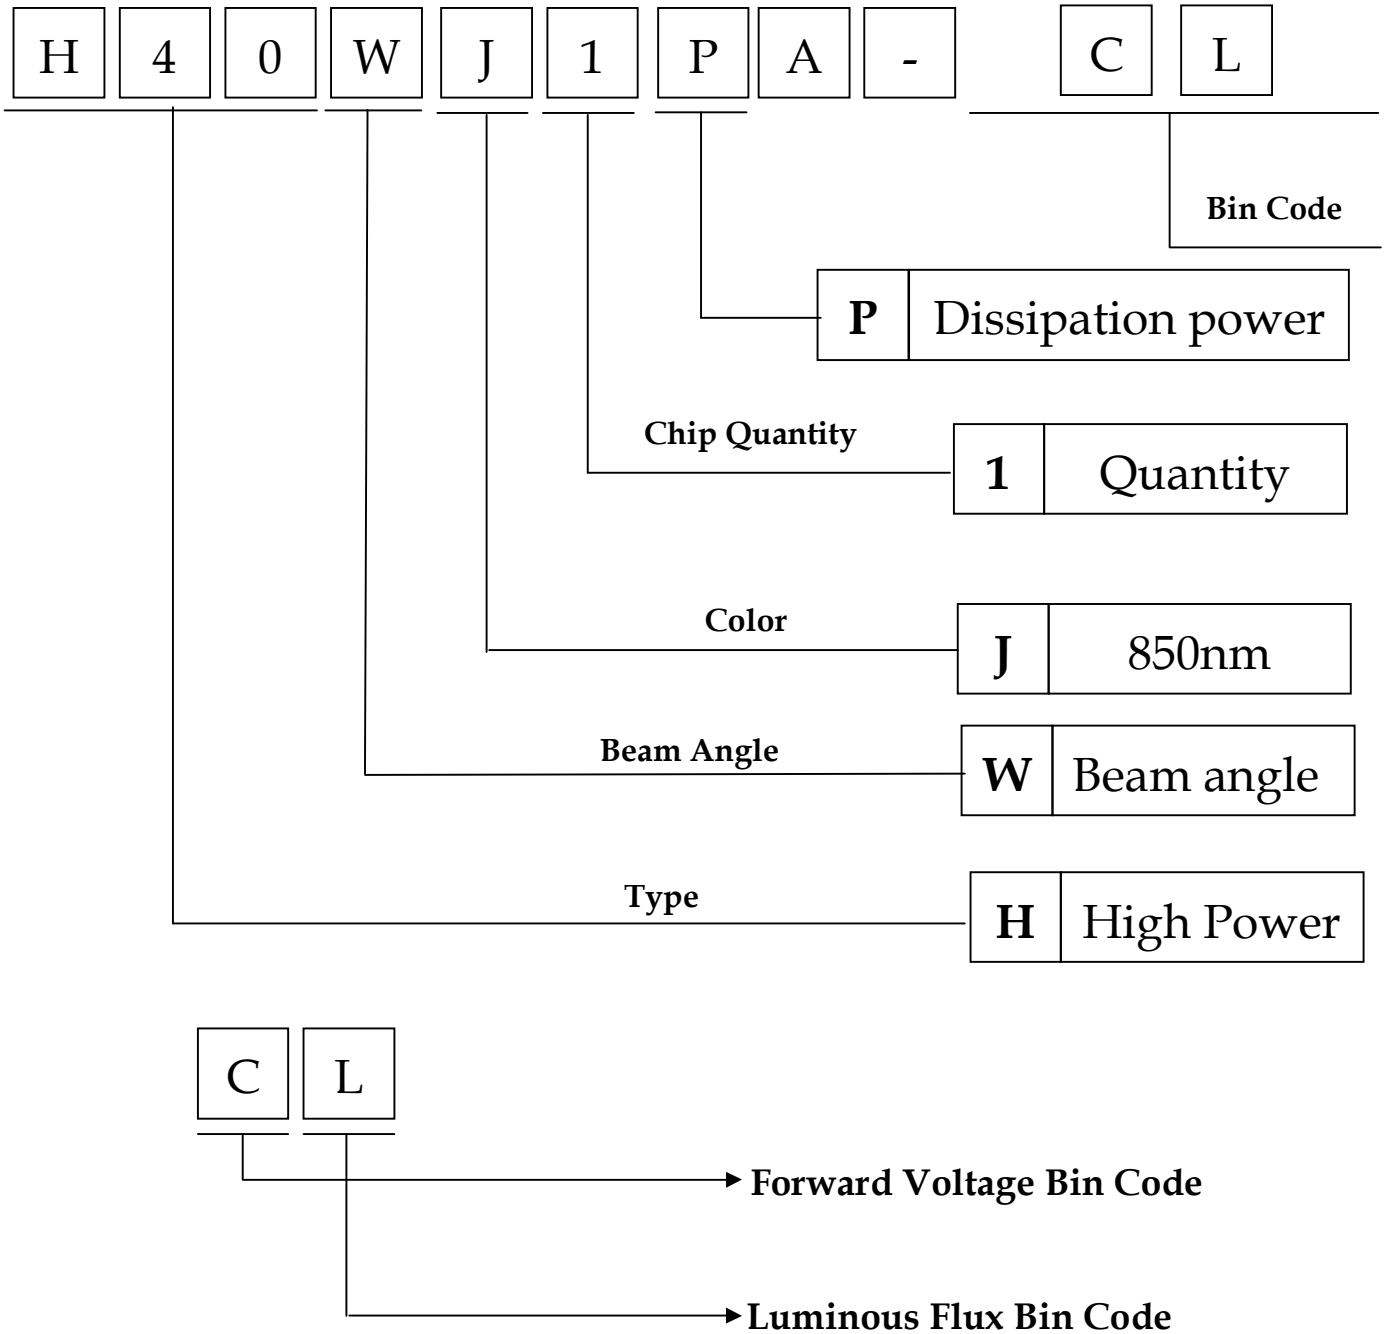 H 4 0 W J 1 P A - C L
Bin Code
P Dissipation power
Chip Quantity
1 Quantity
Color
J 850nm
Beam Angle
W Beam angle
Type
H High Power
C L
Forward Voltage Bin Code
Luminous Flux Bin Code